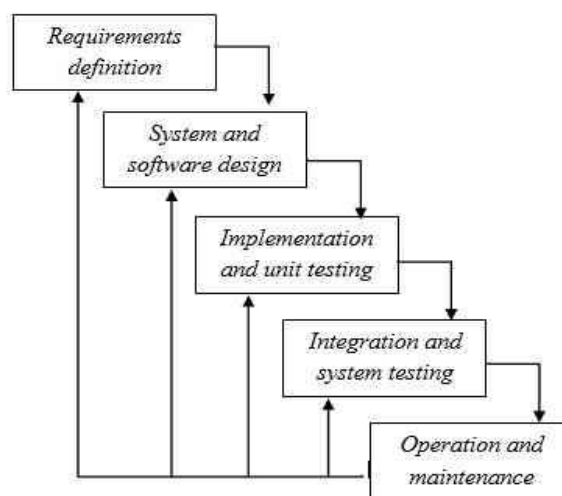 Requirements
definition
System and
software design
Implementation
and unit testing
Integration and
system testing
Operation and
maintenance